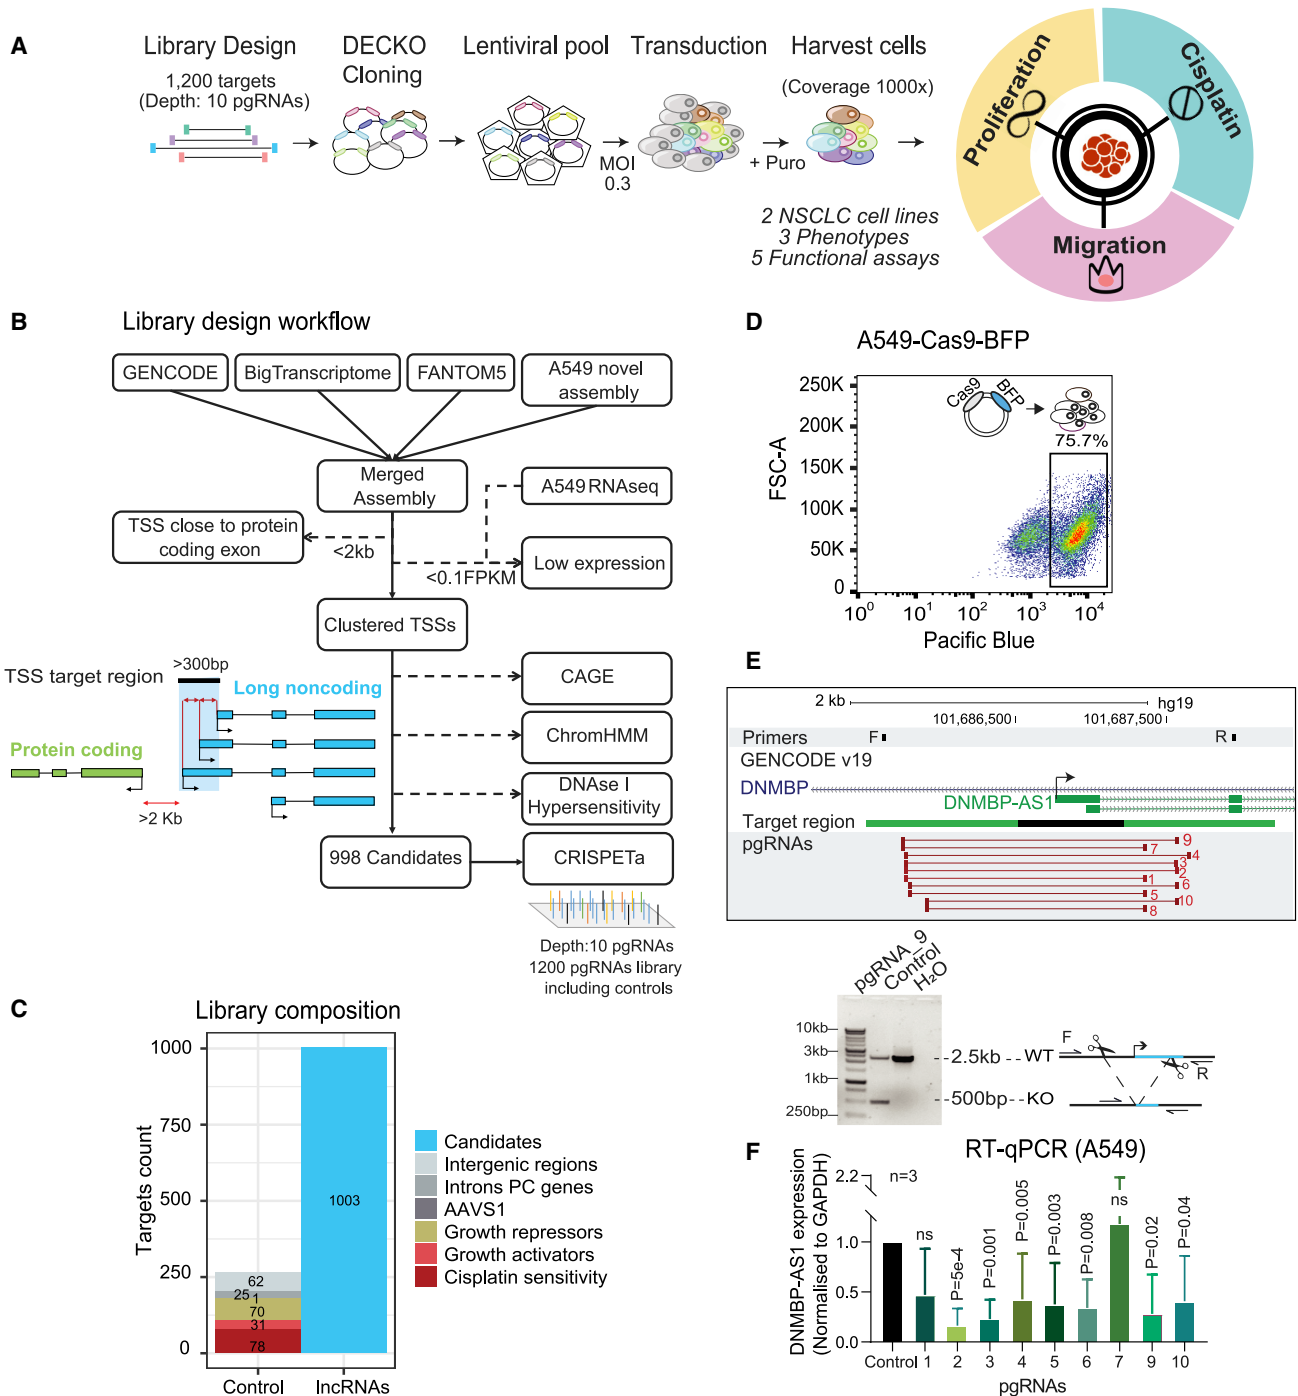 A
Library Design
1,200 targets
(Depth: 10 pgRNAs)
DECKO
Cloning
Lentiviral pool
MOI
0.3
Transduction
+ Puro
Harvest cells
(Coverage 1000x)
2 NSCLC cell lines
3 Phenotypes
5 Functional assays
Proliferation
Cisplatin
Migration
B
Library design workflow
GENCODE
BigTranscriptome
FANTOM5
A549 novel
assembly
Merged
Assembly
A549 RNAseq
TSS close to protein
coding exon
<2kb
<0.1FPKM
Low expression
Clustered TSSs
CAGE
ChromHMM
DNAse I
Hypersensitivity
998 Candidates
CRISPETa
TSS target region
>300bp
Long noncoding
Protein coding
>2 Kb
Depth:10 pgRNAs
1200 pgRNAs library
including controls
C
Library composition
Targets count
1000
750
500
250
0
62
25
1
70
31
78
1003
Control
lncRNAs
Candidates
Intergenic regions
Introns PC genes
AAVS1
Growth repressors
Growth activators
Cisplatin sensitivity
D
A549-Cas9-BFP
Cas9
BFP
75.7%
FSC-A
250K
200K
150K
100K
50K
0
10^0
10^1
10^2
10^3
10^4
Pacific Blue
E
2 kb
hg19
101,686,500
101,687,500
Primers
F
R
GENCODE v19
DNMBP
DNMBP-AS1
Target region
pgRNAs
9
7
4
3
2
1
6
5
10
8
pgRNA_9
Control
H₂O
10kb
3kb
1kb
250bp
2.5kb
WT
500bp
KO
F
R
F
RT-qPCR (A549)
DNMBP-AS1 expression
(Normalised to GAPDH)
2.2
1.0
0.5
0.0
n=3
ns
P=5e-4
P=0.001
P=0.005
P=0.003
P=0.008
ns
P=0.02
P=0.04
Control 1 2 3 4 5 6 7 9 10
pgRNAs